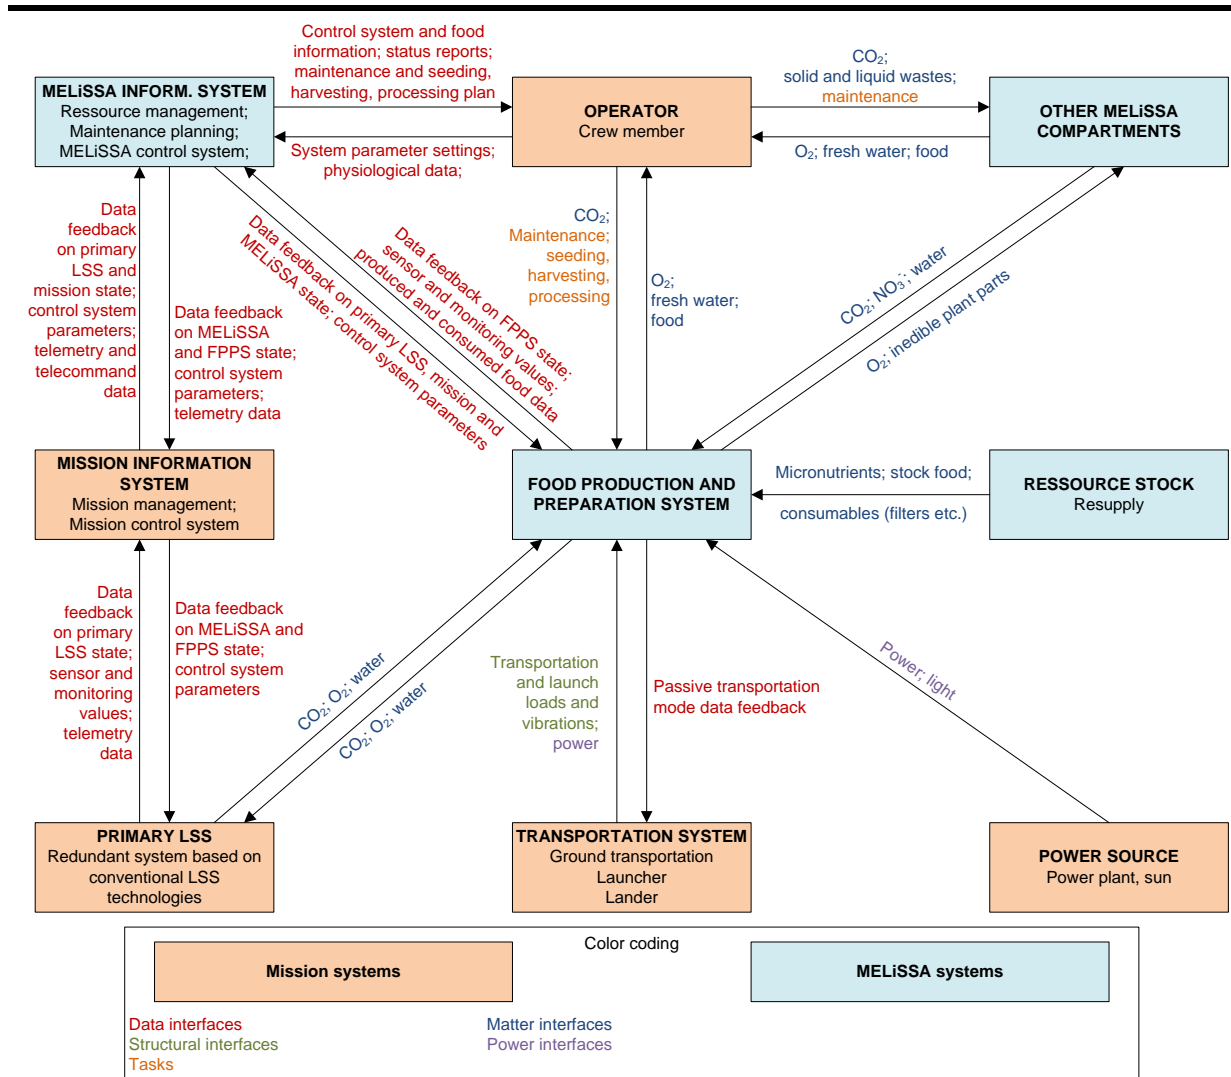 Control system and food
information; status reports;
maintenance and seeding,
harvesting, processing plan
CO₂;
solid and liquid wastes;
maintenance
MELiSSA INFORM. SYSTEM
Ressource management;
Maintenance planning;
MELiSSA control system;
OPERATOR
Crew member
OTHER MELiSSA
COMPARTMENTS
System parameter settings;
physiological data;
O₂; fresh water; food
Data
feedback
on primary
LSS and
mission state;
control system
parameters;
telemetry and
telecommand
data
Data feedback
on MELiSSA
and FPPS state;
control system
parameters;
telemetry data
Data feedback on primary LSS, mission and
MELiSSA state; control system parameters
Data feedback on FPPS state;
sensor and monitoring values;
produced and consumed food data
CO₂;
Maintenance;
seeding,
harvesting,
processing
O₂;
fresh water;
food
CO₂; NO₃⁻; water
O₂; inedible plant parts
MISSION INFORMATION
SYSTEM
Mission management;
Mission control system
FOOD PRODUCTION AND
PREPARATION SYSTEM
Micronutrients; stock food;
consumables (filters etc.)
RESSOURCE STOCK
Resupply
Data
feedback
on primary
LSS state;
sensor and
monitoring
values;
telemetry
data
Data feedback
on MELiSSA and
FPPS state;
control system
parameters
CO₂; O₂; water
CO₂; O₂; water
Transportation
and launch
loads and
vibrations;
power
Passive transportation
mode data feedback
Power; light
PRIMARY LSS
Redundant system based on
conventional LSS
technologies
TRANSPORTATION SYSTEM
Ground transportation
Launcher
Lander
POWER SOURCE
Power plant, sun
Color coding
Mission systems
MELiSSA systems
Data interfaces
Structural interfaces
Tasks
Matter interfaces
Power interfaces